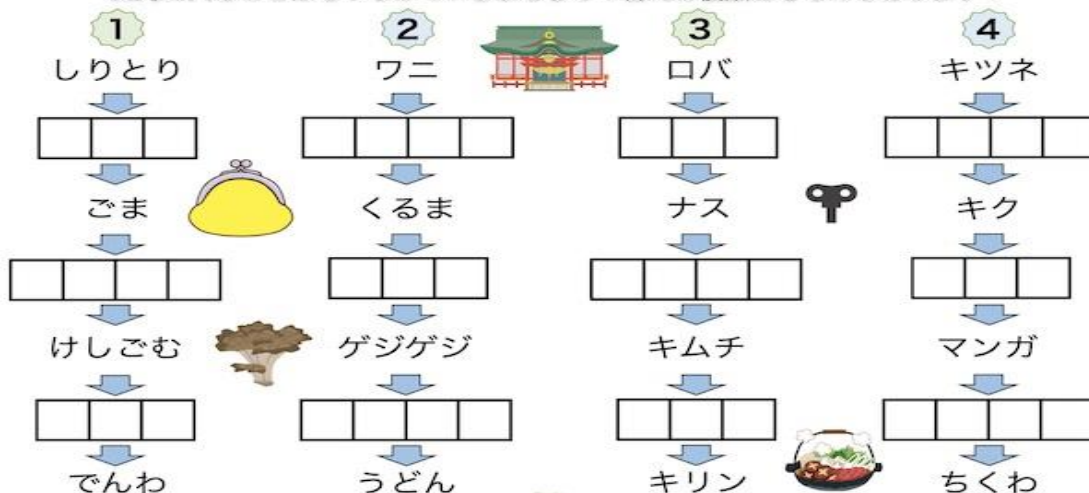 1 2 3 4
しりとり ワニ ロバ キツネ
ごま くるま ナス キク
けしごむ ゲジゲジ キムチ マンガ
でんわ うどん キリン ちくわ